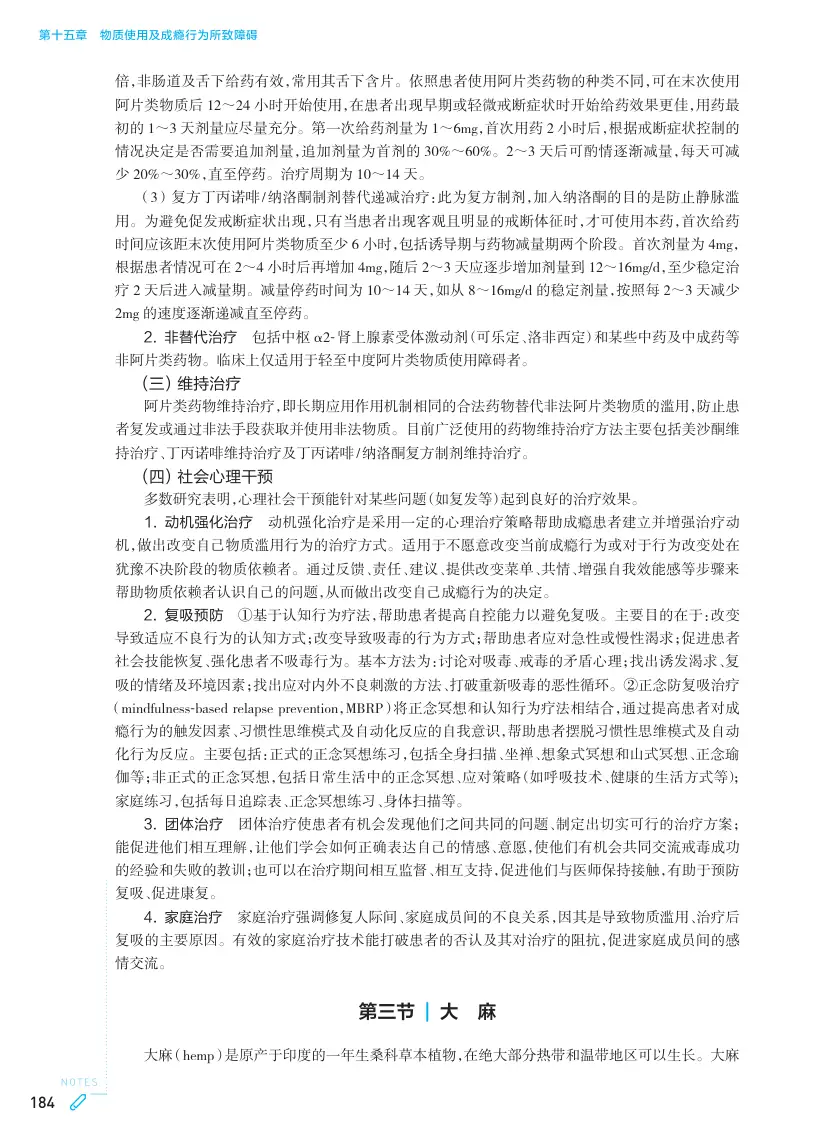 第十五章　物质使用及成瘾行为所致障碍
倍,非肠道及舌下给药有效,常用其舌下含片。依照患者使用阿片类药物的种类不同,可在末次使用
阿片类物质后 12～24 小时开始使用,在患者出现早期或轻微戒断症状时开始给药效果更佳,用药最
初的 1～3 天剂量应尽量充分。第一次给药剂量为 1～6mg,首次用药 2 小时后,根据戒断症状控制的
情况决定是否需要追加剂量,追加剂量为首剂的 30%～60%。2～3 天后可酌情逐渐减量,每天可减
少 20%～30%,直至停药。治疗周期为 10～14 天。
（3）复方丁丙诺啡/纳洛酮制剂替代递减治疗:此为复方制剂,加入纳洛酮的目的是防止静脉滥
用。为避免促发戒断症状出现,只有当患者出现客观且明显的戒断体征时,才可使用本药,首次给药
时间应该距末次使用阿片类物质至少 6 小时,包括诱导期与药物减量期两个阶段。首次剂量为 4mg,
根据患者情况可在 2～4 小时后再增加 4mg,随后 2～3 天应逐步增加剂量到 12～16mg/d,至少稳定治
疗 2 天后进入减量期。减量停药时间为 10～14 天,如从 8～16mg/d 的稳定剂量,按照每 2～3 天减少
2mg 的速度逐渐递减直至停药。
2. 非替代治疗　包括中枢 α2-肾上腺素受体激动剂（可乐定、洛非西定）和某些中药及中成药等
非阿片类药物。临床上仅适用于轻至中度阿片类物质使用障碍者。
（三）维持治疗
阿片类药物维持治疗,即长期应用作用机制相同的合法药物替代非法阿片类物质的滥用,防止患
者复发或通过非法手段获取并使用非法物质。目前广泛使用的药物维持治疗方法主要包括美沙酮维
持治疗、丁丙诺啡维持治疗及丁丙诺啡/纳洛酮复方制剂维持治疗。
（四）社会心理干预
多数研究表明,心理社会干预能针对某些问题（如复发等）起到良好的治疗效果。
1. 动机强化治疗　动机强化治疗是采用一定的心理治疗策略帮助成瘾患者建立并增强治疗动
机,做出改变自己物质滥用行为的治疗方式。适用于不愿意改变当前成瘾行为或对于行为改变处在
犹豫不决阶段的物质依赖者。通过反馈、责任、建议、提供改变菜单、共情、增强自我效能感等步骤来
帮助物质依赖者认识自己的问题,从而做出改变自己成瘾行为的决定。
2. 复吸预防　①基于认知行为疗法,帮助患者提高自控能力以避免复吸。主要目的在于:改变
导致适应不良行为的认知方式;改变导致吸毒的行为方式;帮助患者应对急性或慢性渴求;促进患者
社会技能恢复、强化患者不吸毒行为。基本方法为:讨论对吸毒、戒毒的矛盾心理;找出诱发渴求、复
吸的情绪及环境因素;找出应对内外不良刺激的方法、打破重新吸毒的恶性循环。②正念防复吸治疗
（mindfulness-based relapse prevention,MBRP）将正念冥想和认知行为疗法相结合,通过提高患者对成
瘾行为的触发因素、习惯性思维模式及自动化反应的自我意识,帮助患者摆脱习惯性思维模式及自动
化行为反应。主要包括:正式的正念冥想练习,包括全身扫描、坐禅、想象式冥想和山式冥想、正念瑜
伽等;非正式的正念冥想,包括日常生活中的正念冥想、应对策略（如呼吸技术、健康的生活方式等）;
家庭练习,包括每日追踪表、正念冥想练习、身体扫描等。
3. 团体治疗　团体治疗使患者有机会发现他们之间共同的问题、制定出切实可行的治疗方案;
能促进他们相互理解,让他们学会如何正确表达自己的情感、意愿,使他们有机会共同交流戒毒成功
的经验和失败的教训;也可以在治疗期间相互监督、相互支持,促进他们与医师保持接触,有助于预防
复吸、促进康复。
4. 家庭治疗　家庭治疗强调修复人际间、家庭成员间的不良关系,因其是导致物质滥用、治疗后
复吸的主要原因。有效的家庭治疗技术能打破患者的否认及其对治疗的阻抗,促进家庭成员间的感
情交流。
第三节｜大　麻
大麻（hemp）是原产于印度的一年生桑科草本植物,在绝大部分热带和温带地区可以生长。大麻
NOTES
184